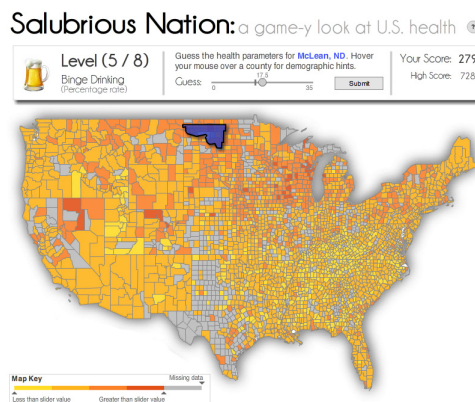 Salubrious Nation: a game-y look at U.S. health
Level (5 / 8)
Binge Drinking
(Percentage rate)
Guess the health parameters for McLean, ND. Hover
your mouse over a county for demographic hints.
Guess:
17.5
0
35
Submit
Your Score: 279
High Score: 728
Map Key
Missing data
Less than slider value
Greater than slider value